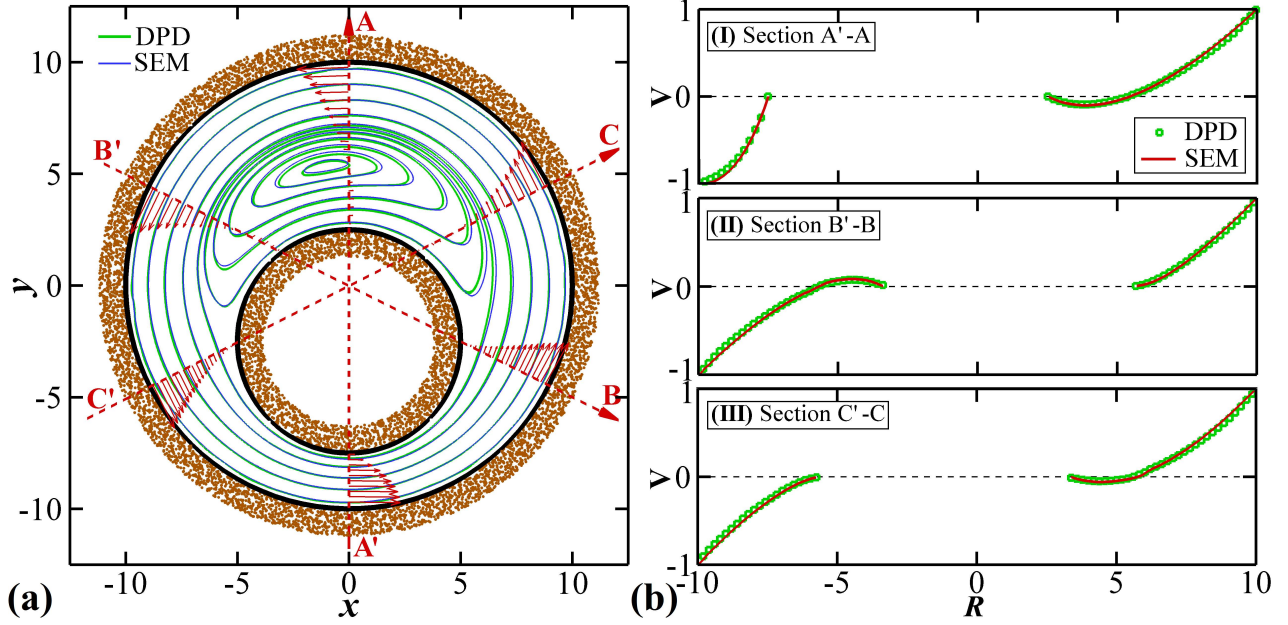 DPD
SEM
A
B'
C
C'
B
A'
10
5
0
-5
-10
y
-10
-5
0
5
10
x
(a)
(I) Section A'-A
DPD
SEM
1
0
-1
V
(II) Section B'-B
1
0
-1
V
(III) Section C'-C
1
0
-1
V
-10
-5
0
5
10
R
(b)